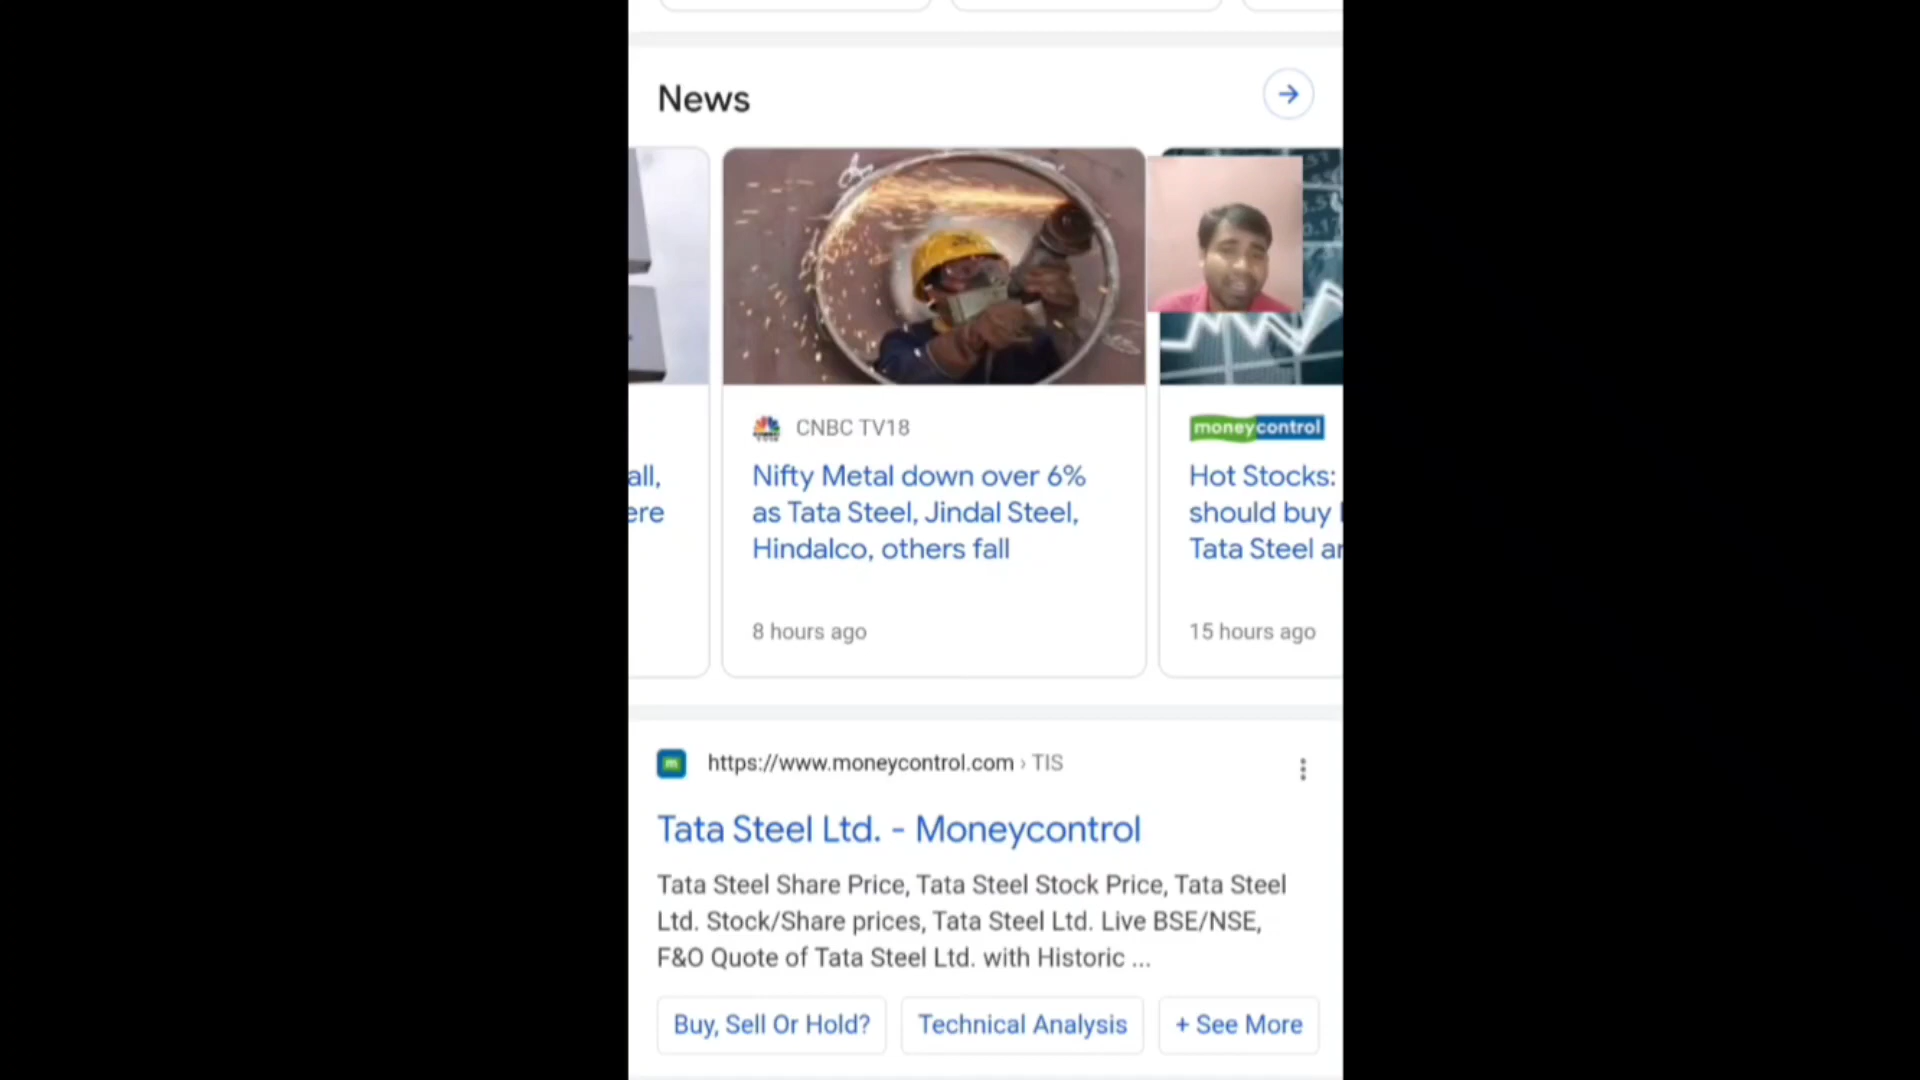 News
all,
ere
CNBC TV18
Nifty Metal down over 6%
as Tata Steel, Jindal Steel,
Hindalco, others fall
8 hours ago
moneycontrol
Hot Stocks:
should buy
Tata Steel ar
15 hours ago
https://www.moneycontrol.com › TIS
Tata Steel Ltd. - Moneycontrol
Tata Steel Share Price, Tata Steel Stock Price, Tata Steel
Ltd. Stock/Share prices, Tata Steel Ltd. Live BSE/NSE,
F&O Quote of Tata Steel Ltd. with Historic ...
Buy, Sell Or Hold?
Technical Analysis
+ See More